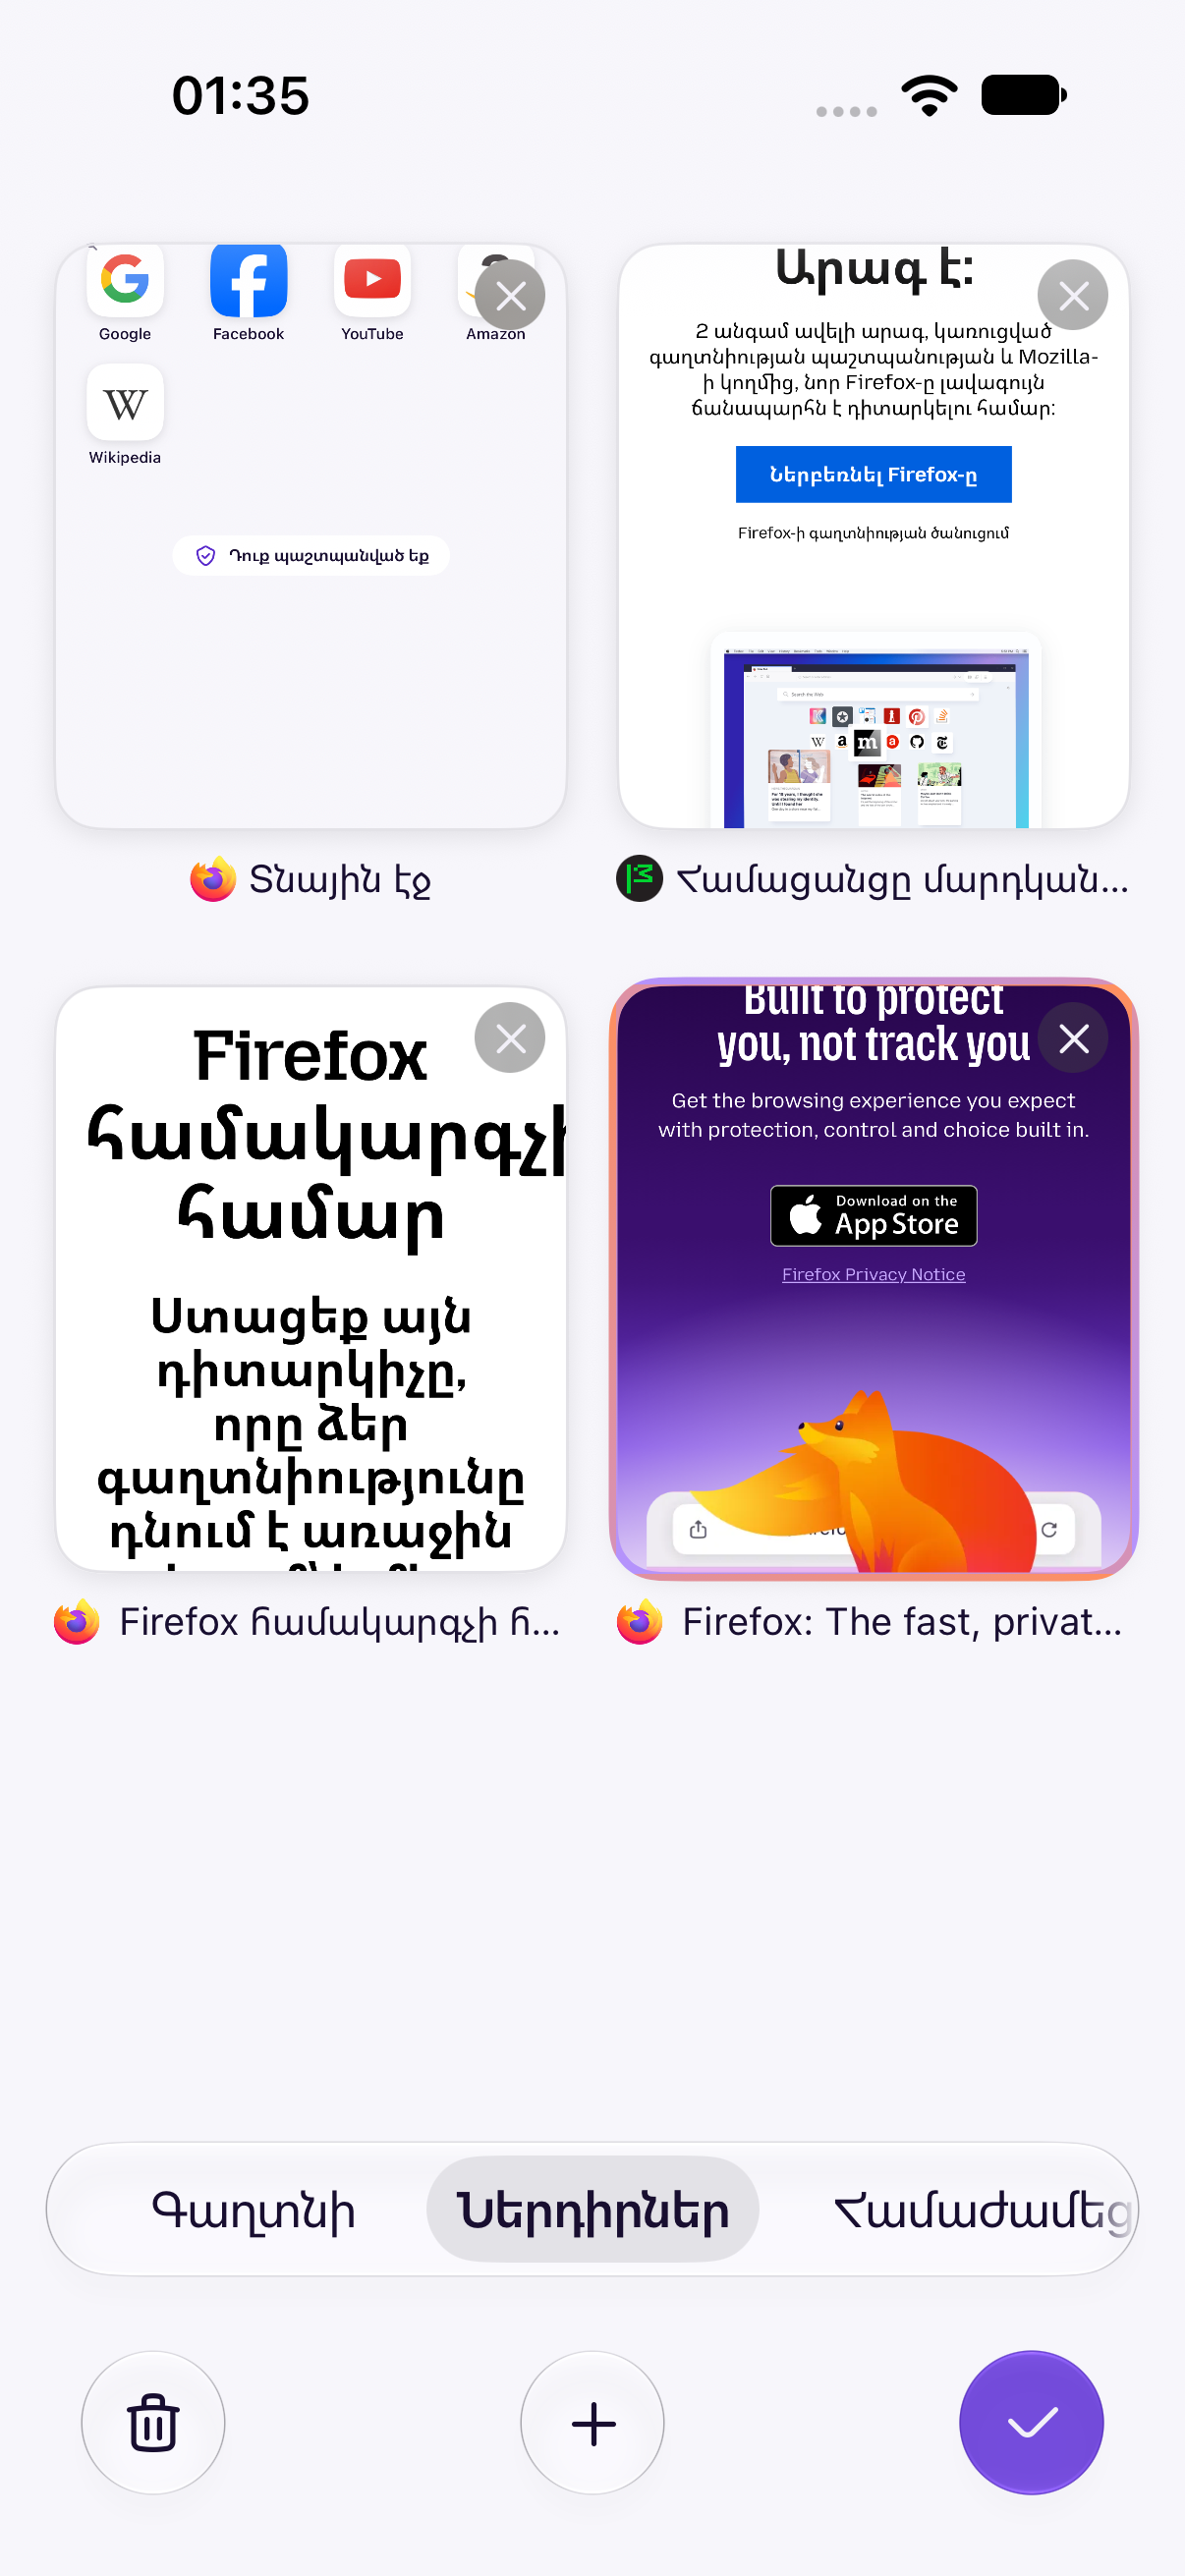 01:35
Google
Facebook
YouTube
Amazon
Wikipedia
Դուք պաշտպանված եք
Տնային էջ
Արագ է:
2 անգամ ավելի արագ, կառուցված
գաղտնիության պաշտպանության և Mozilla-
ի կողմից, նոր Firefox-ը լավագույն
ճանապարհն է դիտարկելու համար:
Ներբեռնել Firefox-ը
Firefox-ի գաղտնիության ծանուցում
Համացանցը մարդկան...
Firefox
համակարգչի
համար
Ստացեք այն
դիտարկիչը,
որը ձեր
գաղտնիությունը
դնում է առաջին
Firefox համակարգչի հ...
Built to protect
you, not track you
Get the browsing experience you expect
with protection, control and choice built in.
Download on the
App Store
Firefox Privacy Notice
Firefox: The fast, privat...
Գաղտնի
Ներդիրներ
Համաժամեց